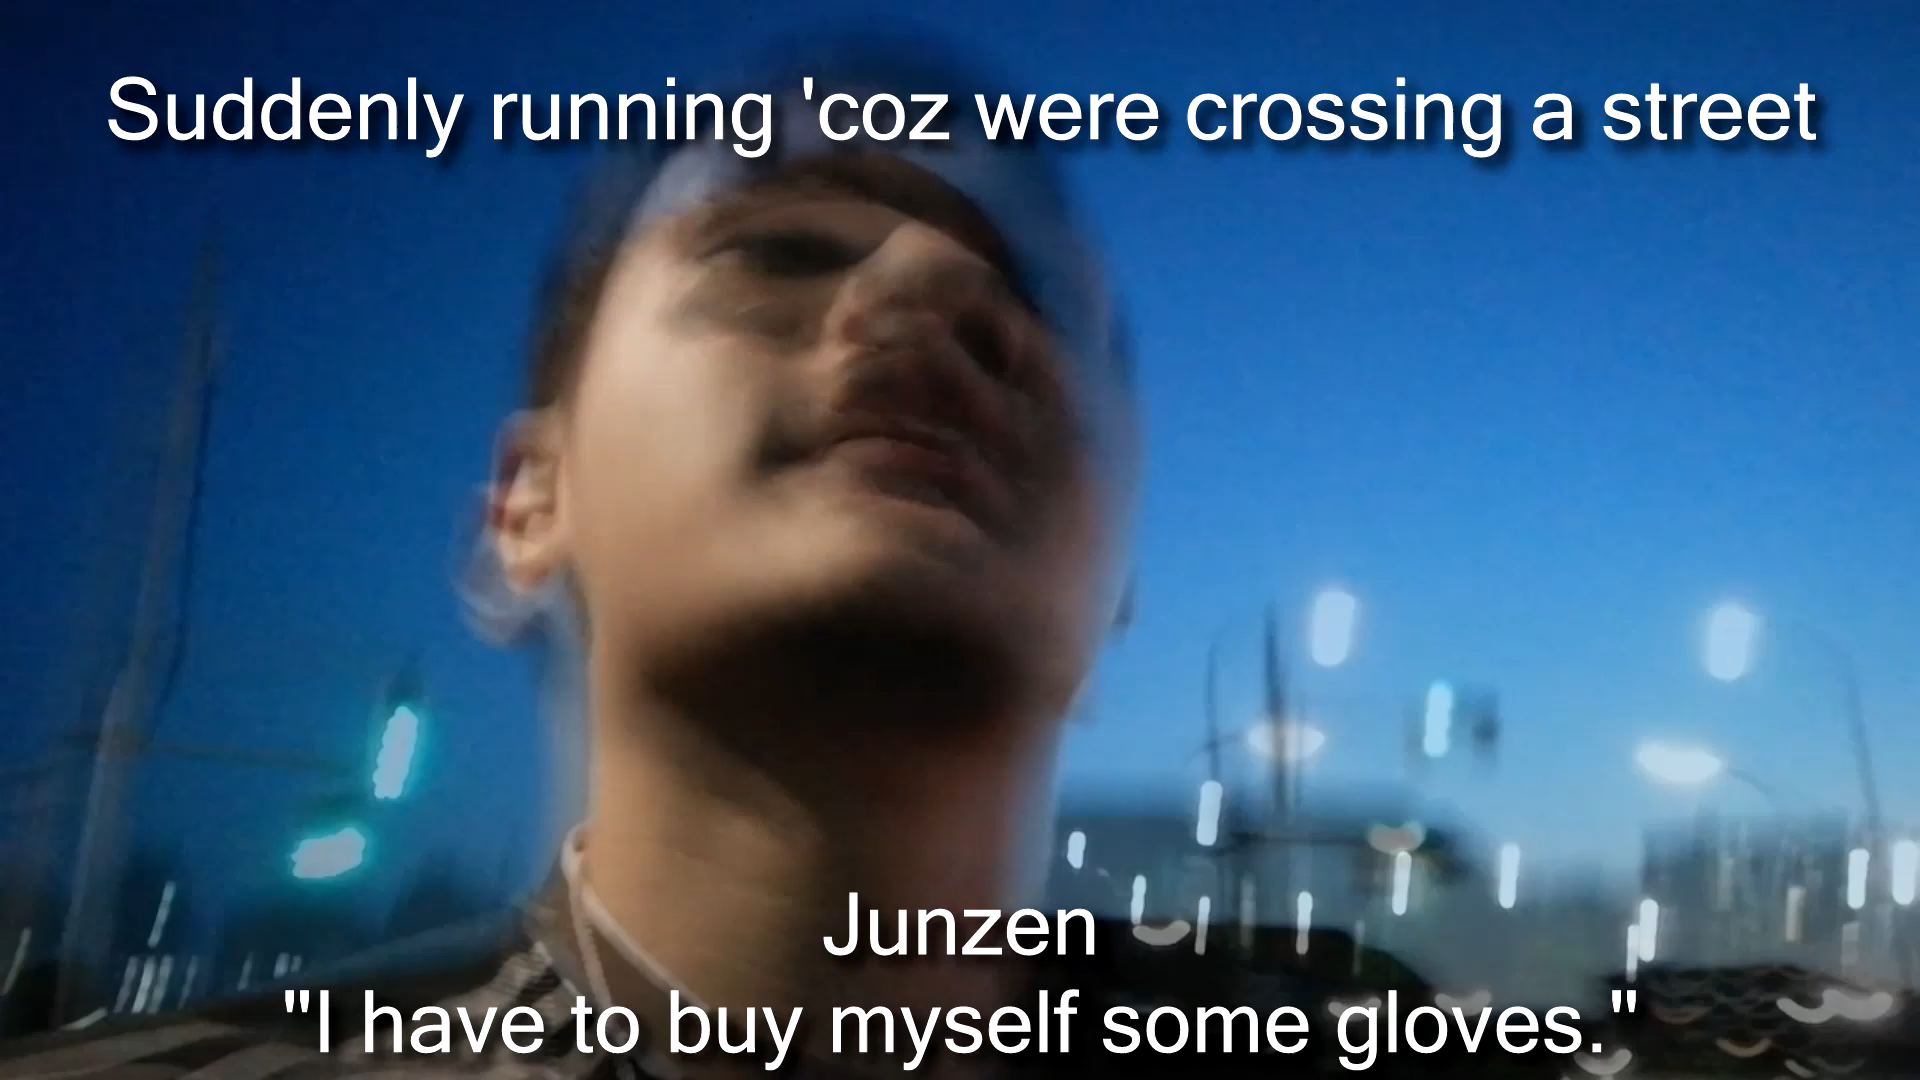 Suddenly running 'coz were crossing a street
Junzen
"I have to buy myself some gloves."